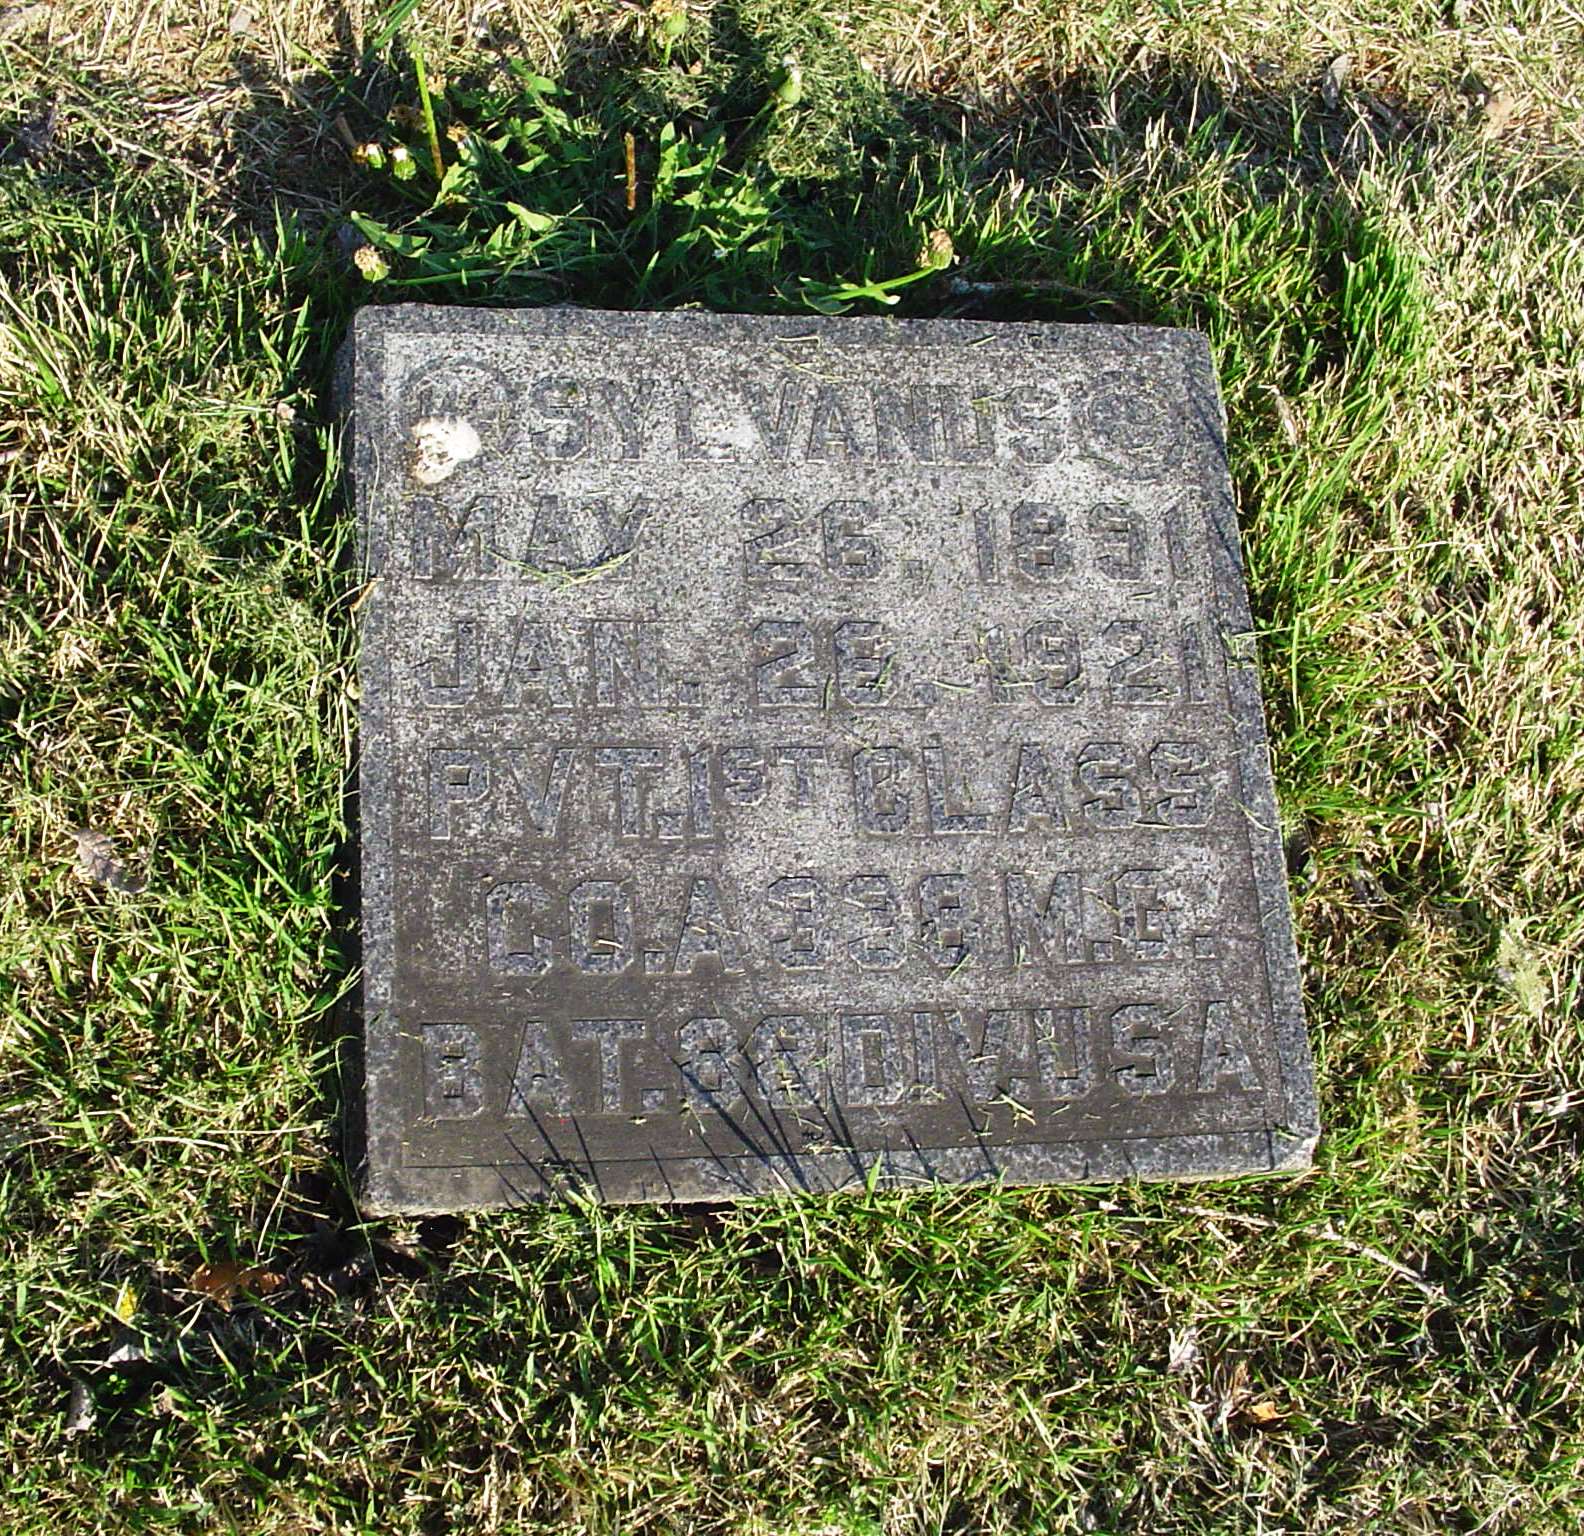 SYLVANUS
MAY 26, 1891
JAN. 26, 1921
PVT. 1ST CLASS
CO. A 338 M.G.
BAT. 88 DIV. U S A